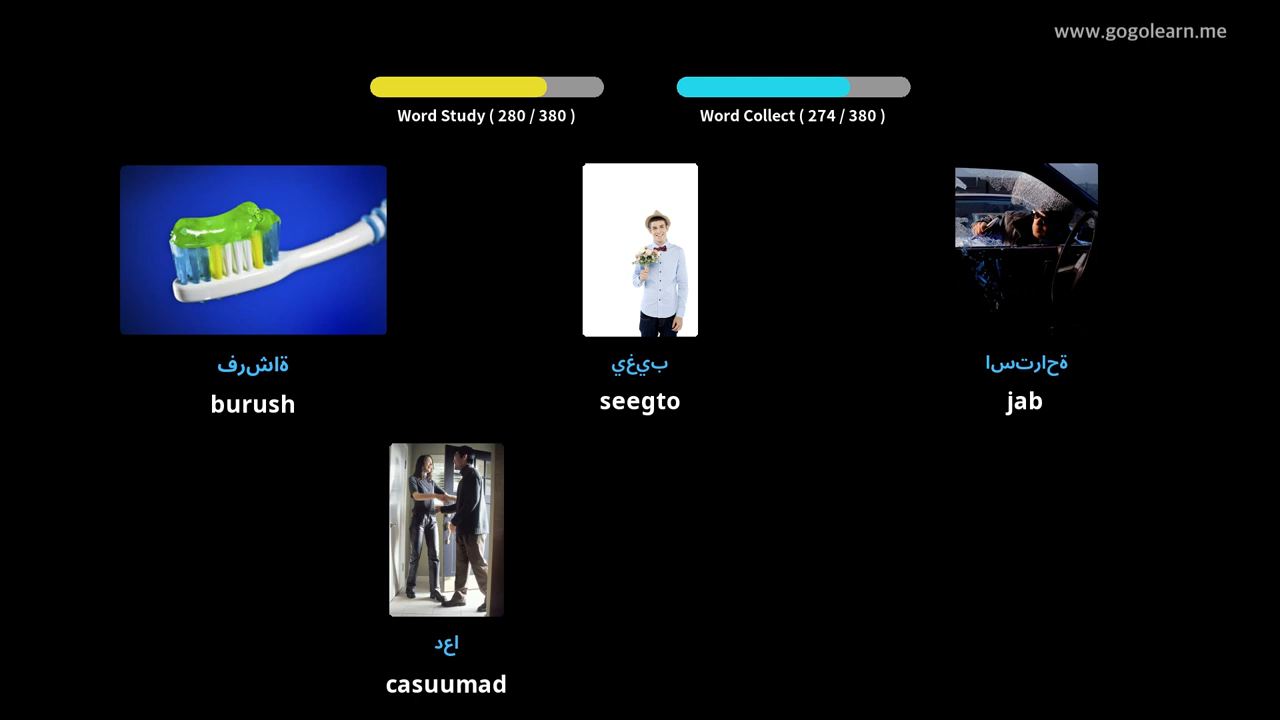 www.gogolearn.me
Word Study ( 280 / 380 )
Word Collect ( 274 / 380 )
ةاشرف
burush
بيغي
seegto
ةحارتسا
jab
اعد
casuumad